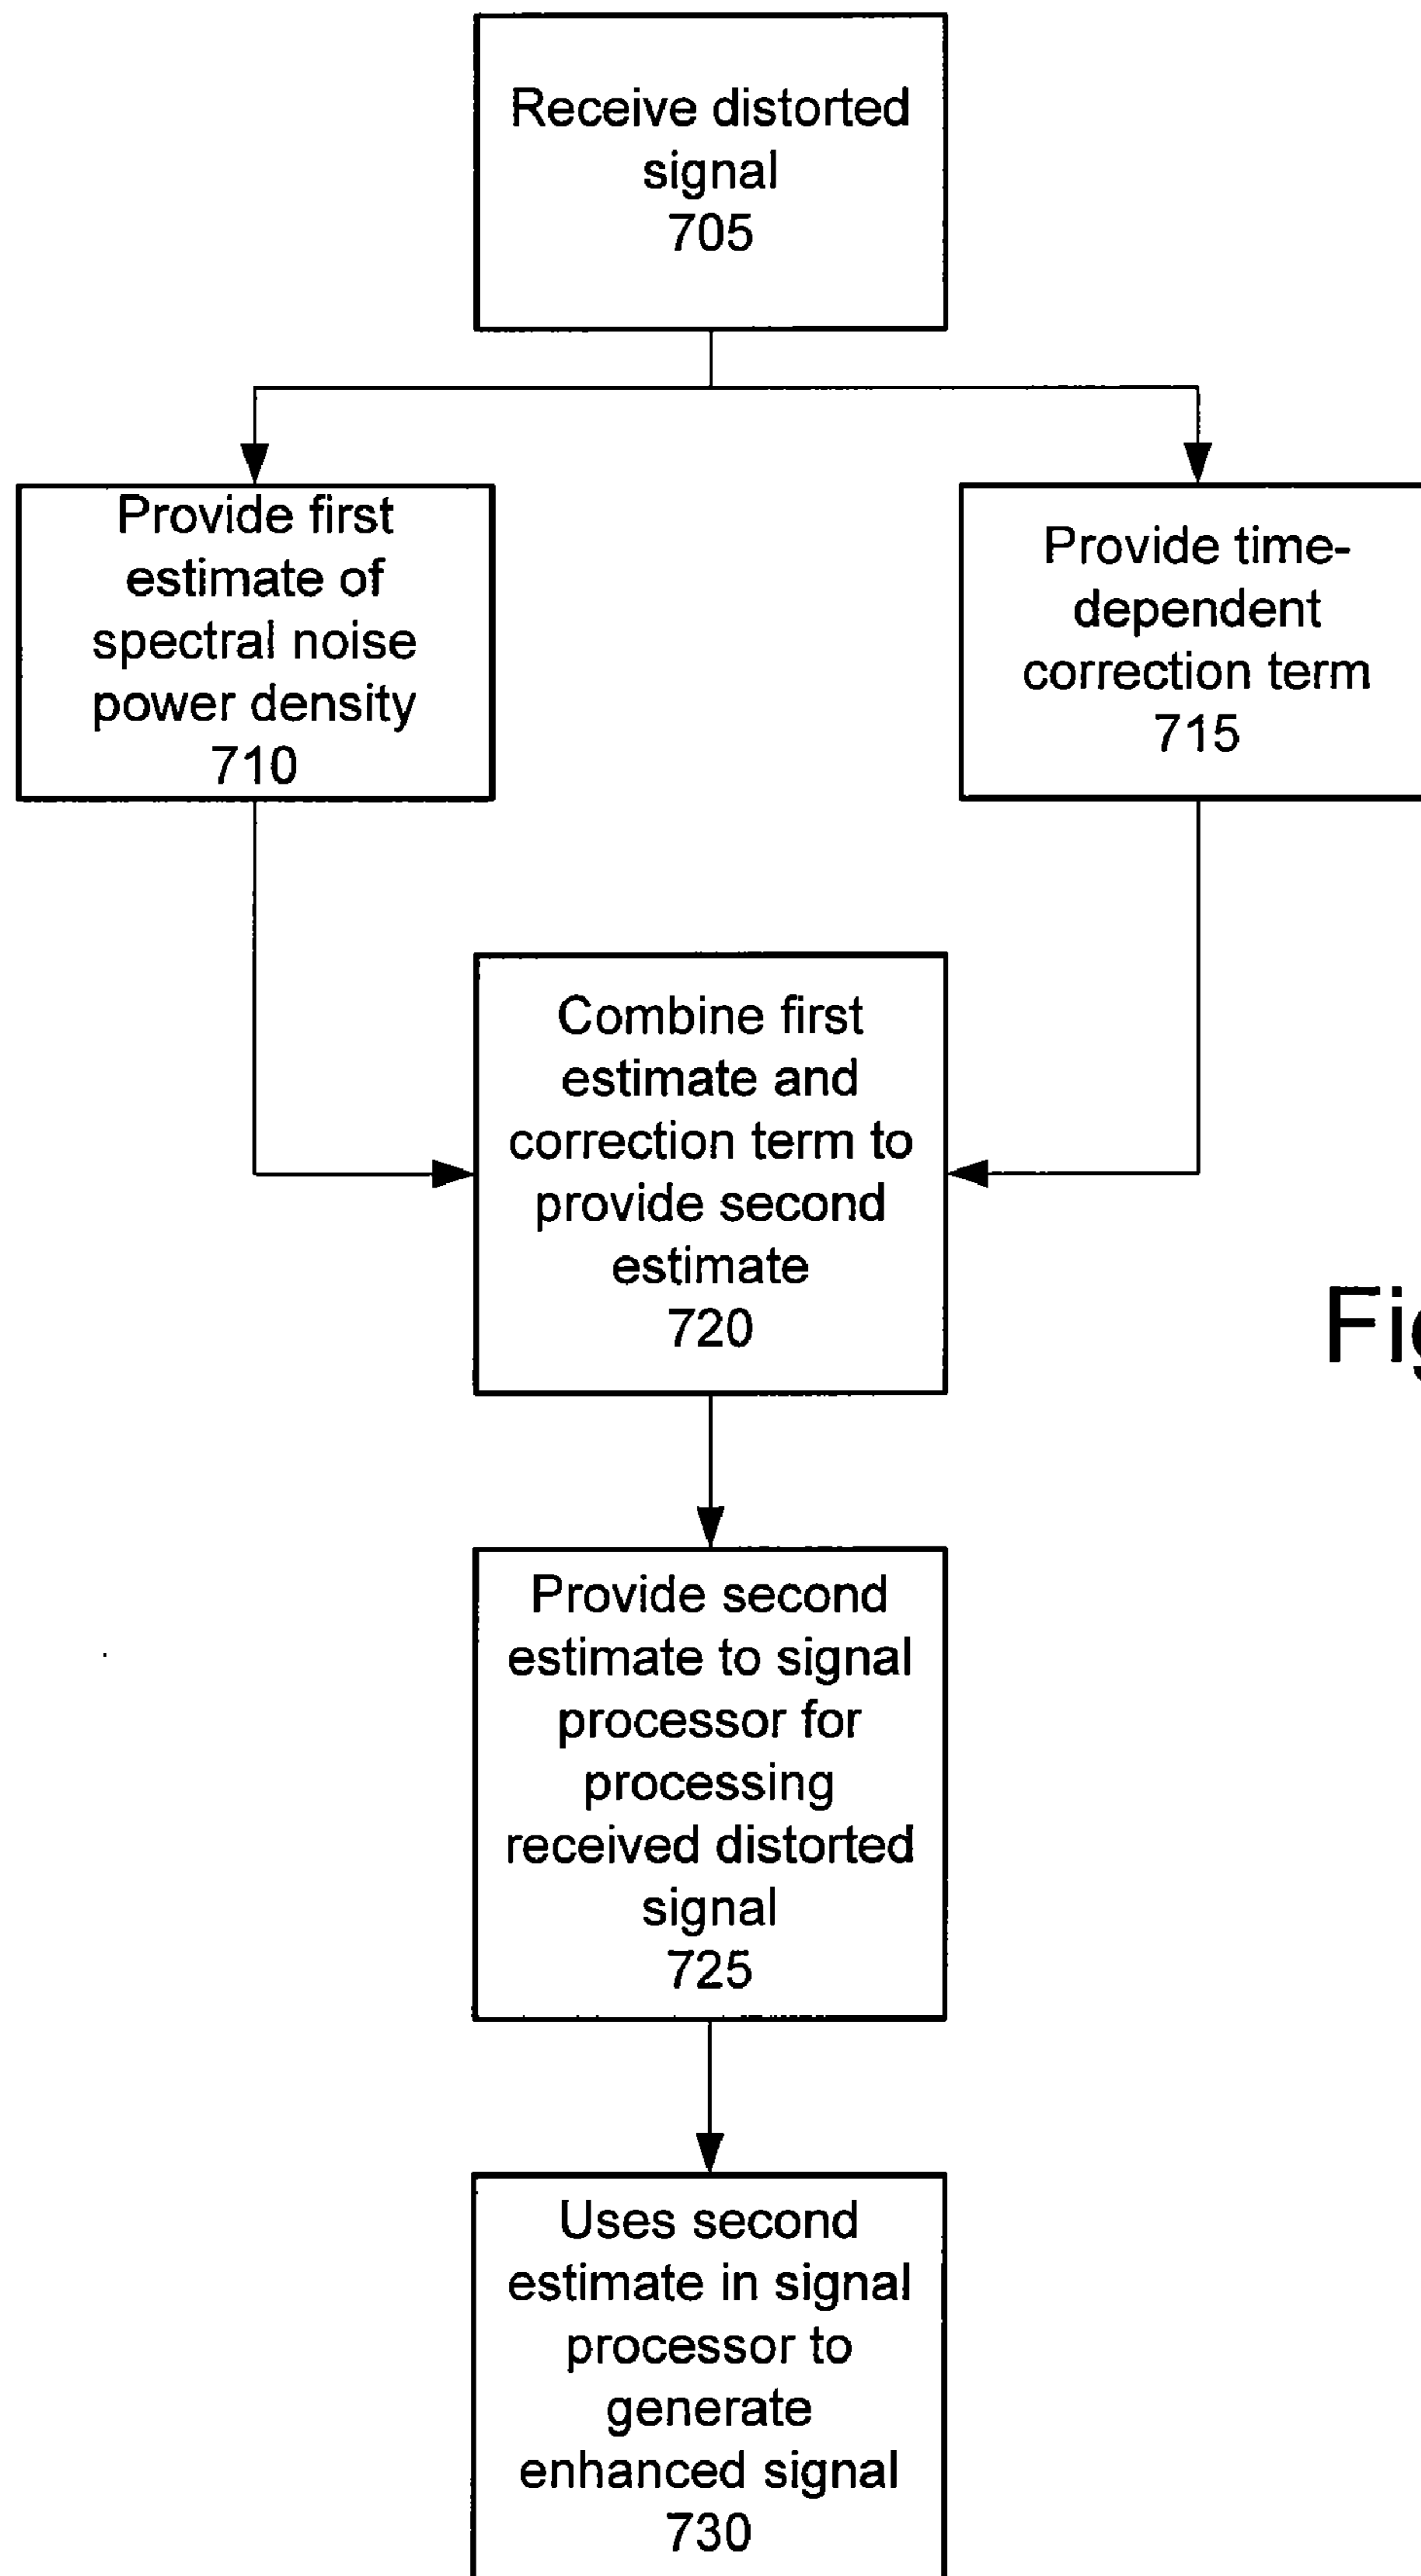 Receive distorted
signal
705
Provide first
estimate of
spectral noise
power density
710
Provide time-
dependent
correction term
715
Combine first
estimate and
correction term to
provide second
estimate
720
Provide second
estimate to signal
processor for
processing
received distorted
signal
725
Uses second
estimate in signal
processor to
generate
enhanced signal
730